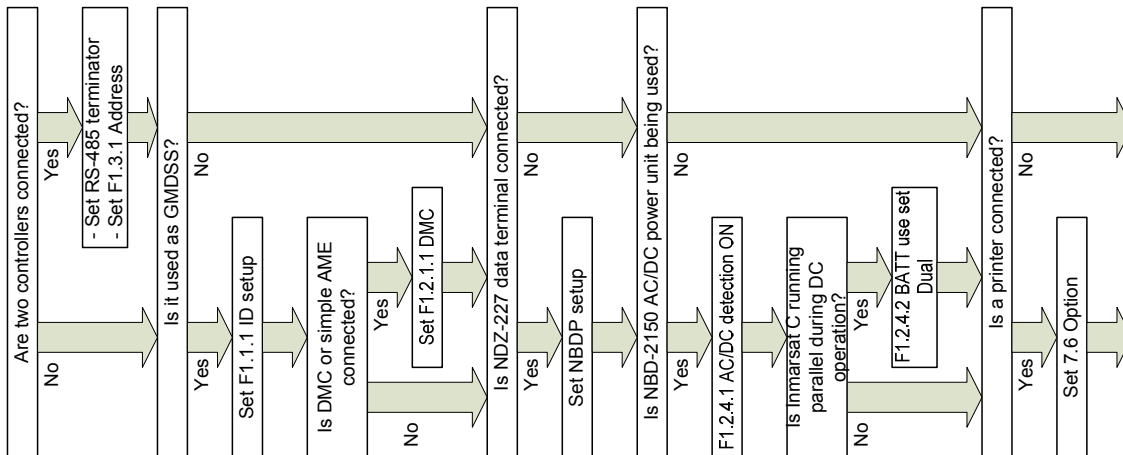 Are two controllers connected?
Yes
No
- Set RS-485 terminator
- Set F1.3.1 Address
Is it used as GMDSS?
No
Yes
Set F1.1.1 ID setup
Is DMC or simple AME
connected?
Yes
No
Set F1.2.1.1 DMC
Is NDZ-227 data terminal connected?
No
Yes
Set NBDP setup
Is NBD-2150 AC/DC power unit being used?
No
Yes
F1.2.4.1 AC/DC detection ON
Is Inmarsat C running
parallel during DC
operation?
Yes
No
F1.2.4.2 BATT use set
Dual
Is a printer connected?
No
Yes
Set 7.6 Option